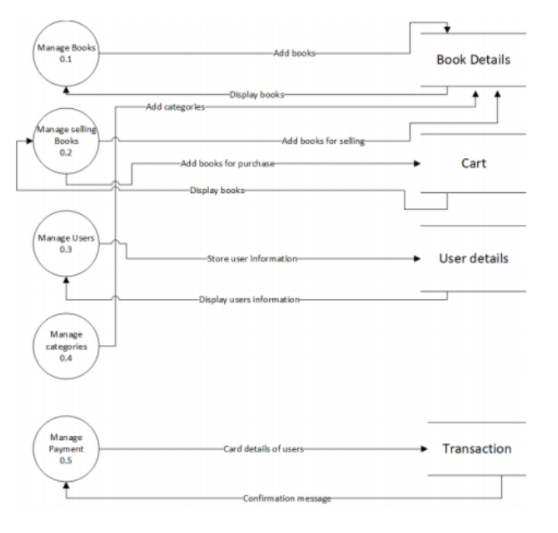 Manage Books
0.1
Add books
Book Details
Display books
Add categories
Manage selling
Books
0.2
Add books for selling
Add books for purchase
Cart
Display books
Manage Users
0.3
Store user Information
User details
Display users information
Manage
categories
0.4
Manage
Payment
0.5
Card details of users
Transaction
Confirmation message